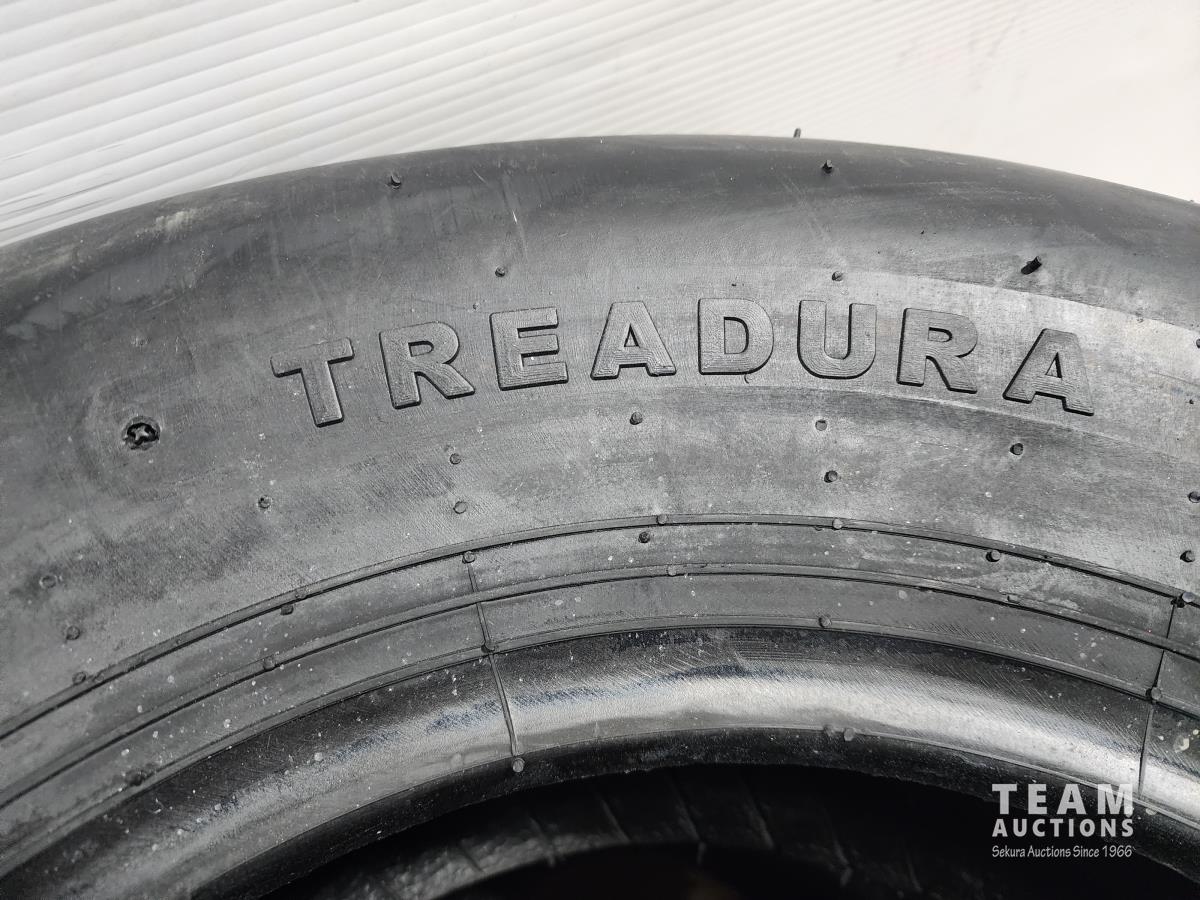 TREADURA
TEAM
AUCTIONS
Sekura Auctions Since 1966